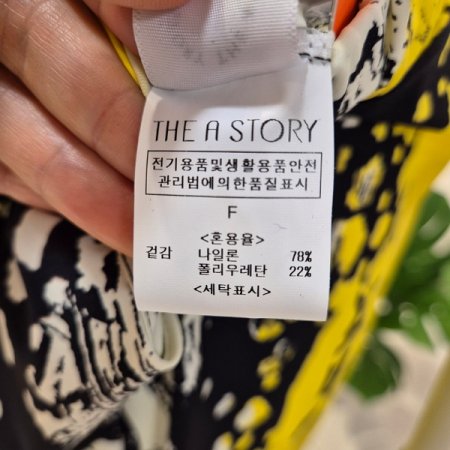 THE A STORY
전기용품및생활용품안전
관리법에의한품질표시
F
<혼용율>
겉감 나일론 78%
폴리우레탄 22%
<세탁표시>